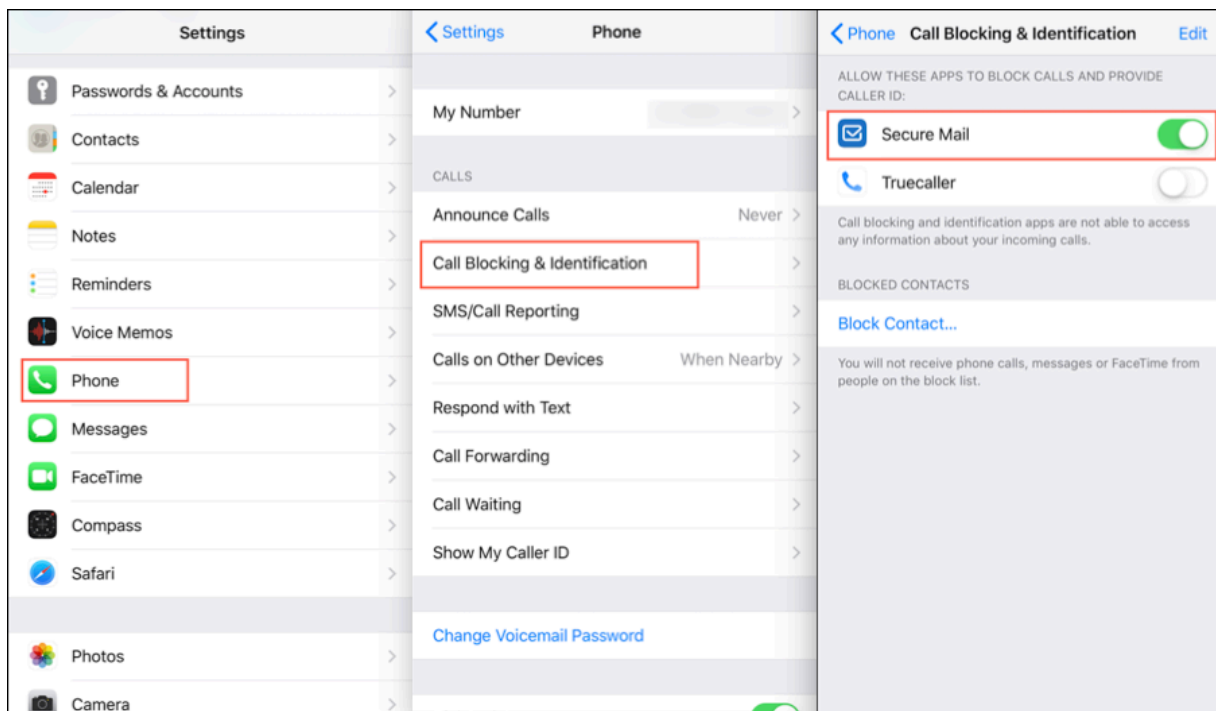 Settings
Passwords & Accounts
Contacts
Calendar
Notes
Reminders
Voice Memos
Phone
Messages
FaceTime
Compass
Safari
Photos
Camera
Settings
Phone
My Number
CALLS
Announce Calls
Never
Call Blocking & Identification
SMS/Call Reporting
Calls on Other Devices
When Nearby
Respond with Text
Call Forwarding
Call Waiting
Show My Caller ID
Change Voicemail Password
Phone
Call Blocking & Identification
Edit
ALLOW THESE APPS TO BLOCK CALLS AND PROVIDE
CALLER ID:
Secure Mail
Truecaller
Call blocking and identification apps are not able to access
any information about your incoming calls.
BLOCKED CONTACTS
Block Contact...
You will not receive phone calls, messages or FaceTime from
people on the block list.